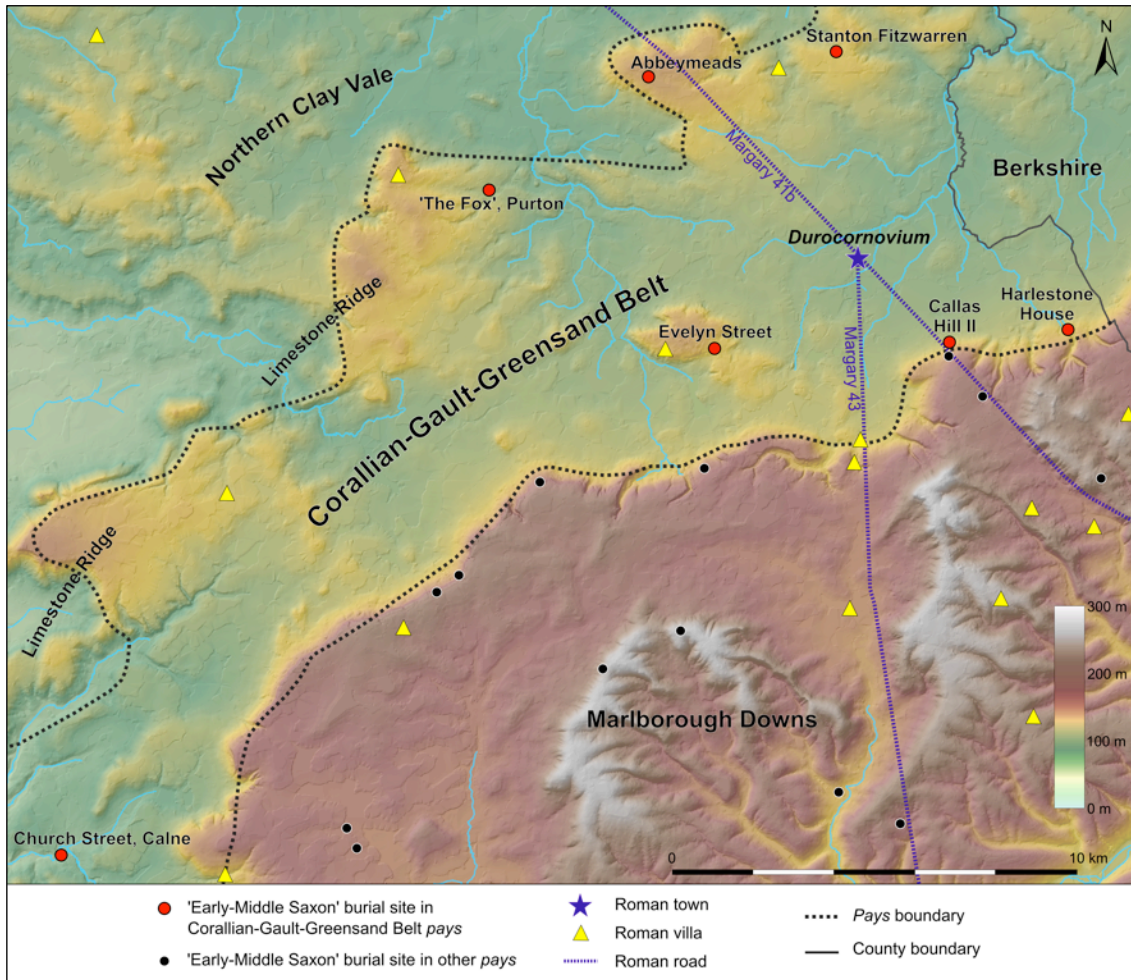 Stanton Fitzwarren
N
Abbeymeads
Northern Clay Vale
Margary 41b
Berkshire
'The Fox', Purton
Durocornovium
Limestone Ridge
Corallian-Gault-Greensand Belt
Evelyn Street
Callas
Hill II
Harlestone
House
Margary 43
Limestone Ridge
300 m
200 m
100 m
0 m
Marlborough Downs
Church Street, Calne
0
10 km
'Early-Middle Saxon' burial site in
Corallian-Gault-Greensand Belt pays
'Early-Middle Saxon' burial site in other pays
Roman town
Roman villa
Roman road
Pays boundary
County boundary